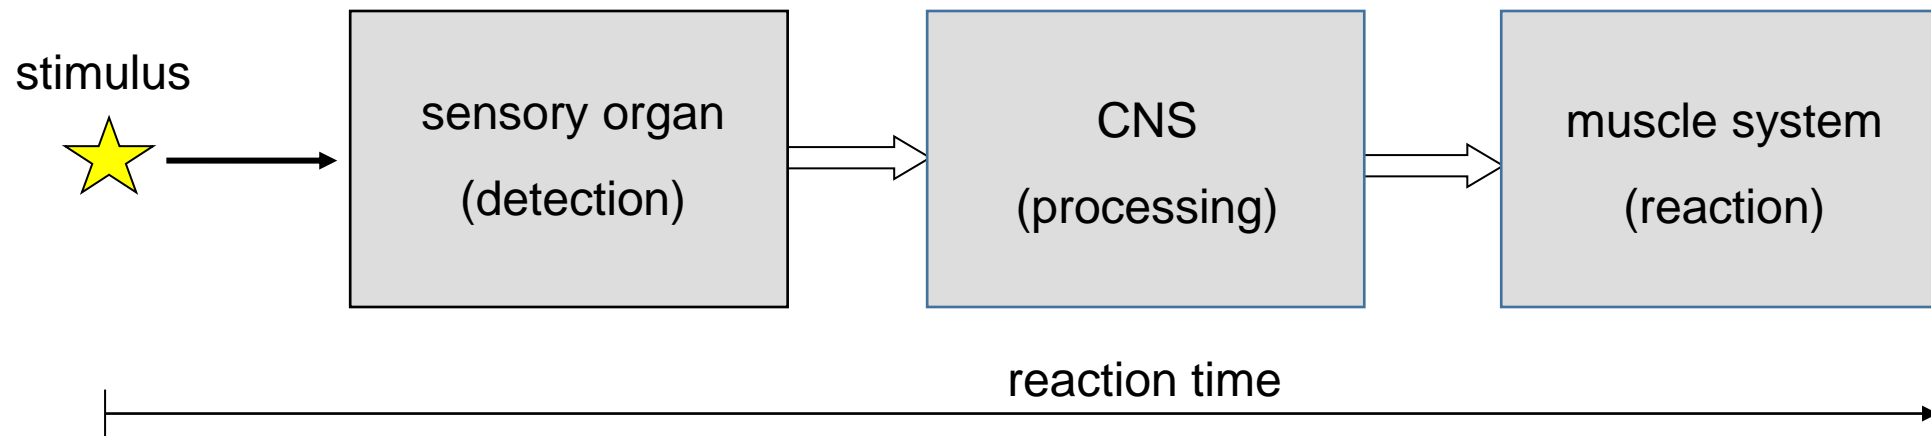 stimulus
sensory organ
(detection)
CNS
(processing)
muscle system
(reaction)
reaction time